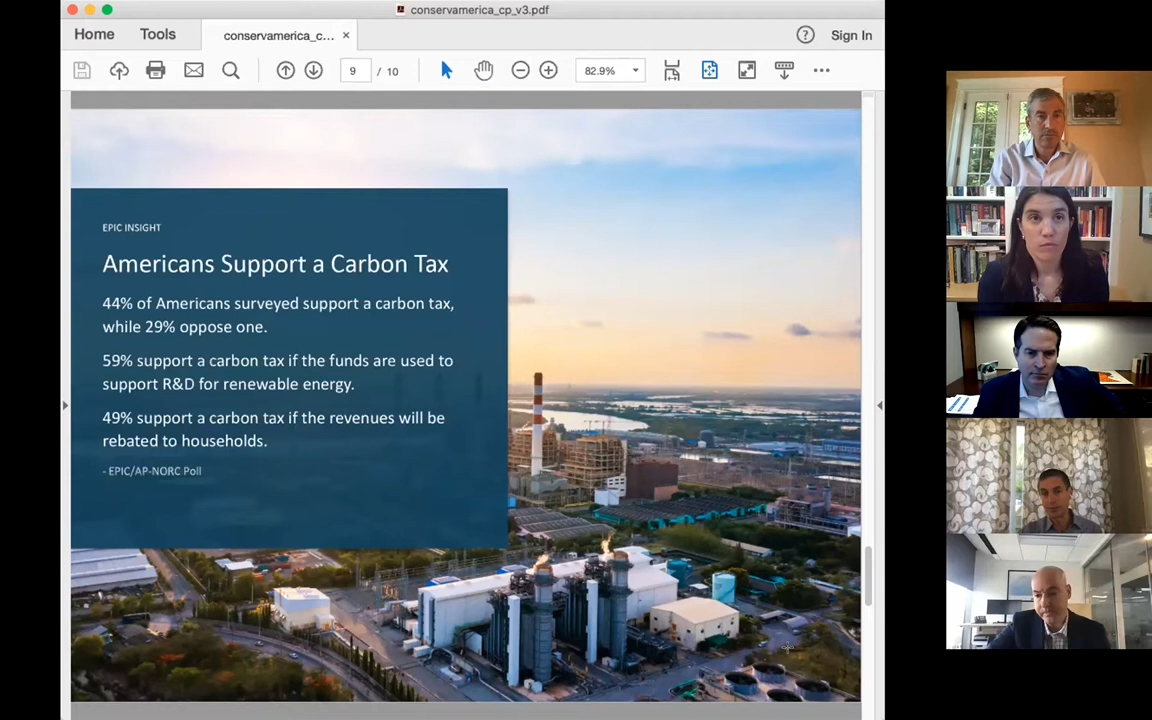 conservamerica_cp_v3.pdf
Home Tools conservamerica_c... × ? Sign In
9 / 10 82.9%
EPIC INSIGHT
Americans Support a Carbon Tax
44% of Americans surveyed support a carbon tax,
while 29% oppose one.
59% support a carbon tax if the funds are used to
support R&D for renewable energy.
49% support a carbon tax if the revenues will be
rebated to households.
- EPIC/AP-NORC Poll